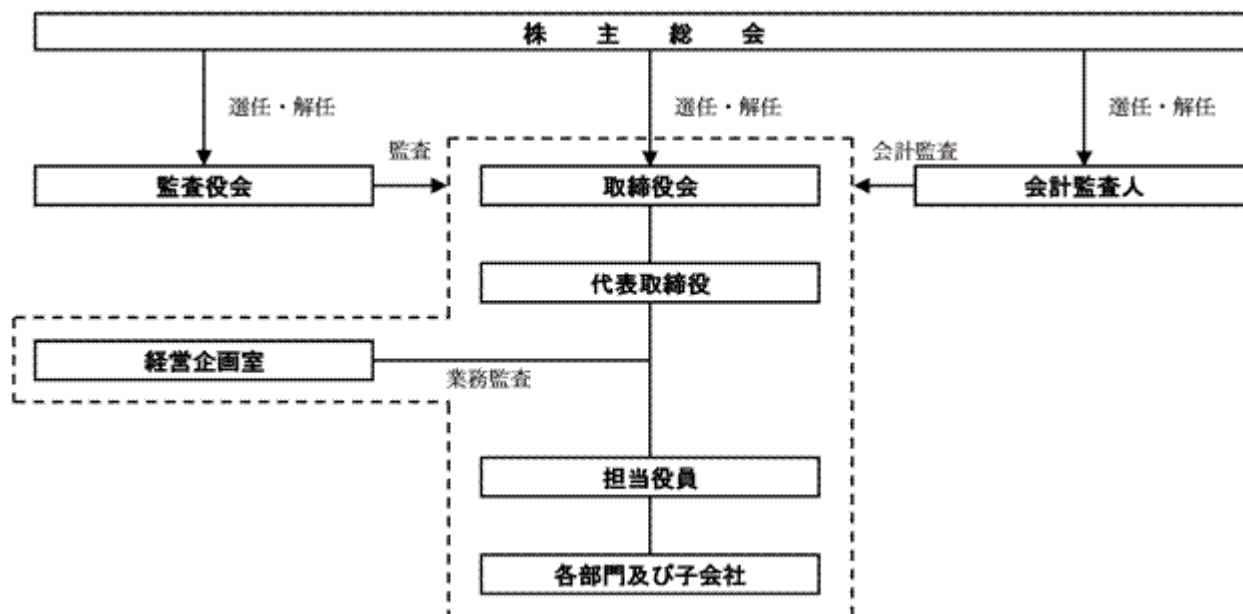 株主総会
選任・解任
選任・解任
選任・解任
監査
会計監査
監査役会
取締役会
会計監査人
代表取締役
経営企画室
業務監査
担当役員
各部門及び子会社